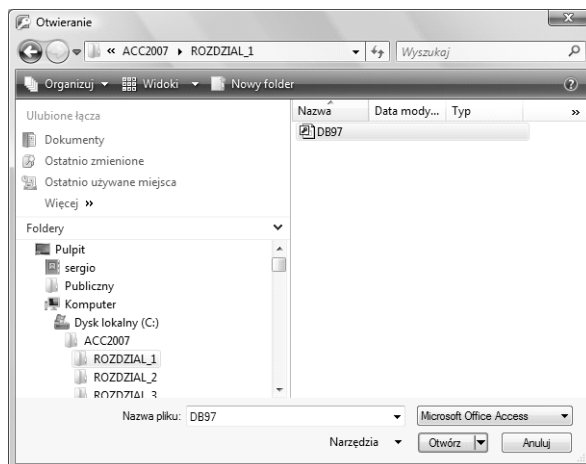 Otwieranie
« ACC2007 ▸ ROZDZIAL_1
Wyszukaj
Organizuj
Widoki
Nowy folder
Ulubione łącza
Dokumenty
Ostatnio zmienione
Ostatnio używane miejsca
Więcej »
Foldery
Pulpit
sergio
Publiczny
Komputer
Dysk lokalny (C:)
ACC2007
ROZDZIAL_1
ROZDZIAL_2
ROZDZIAL_3
Nazwa Data mody... Typ »
DB97
Nazwa pliku: DB97
Microsoft Office Access
Narzędzia Otwórz Anuluj